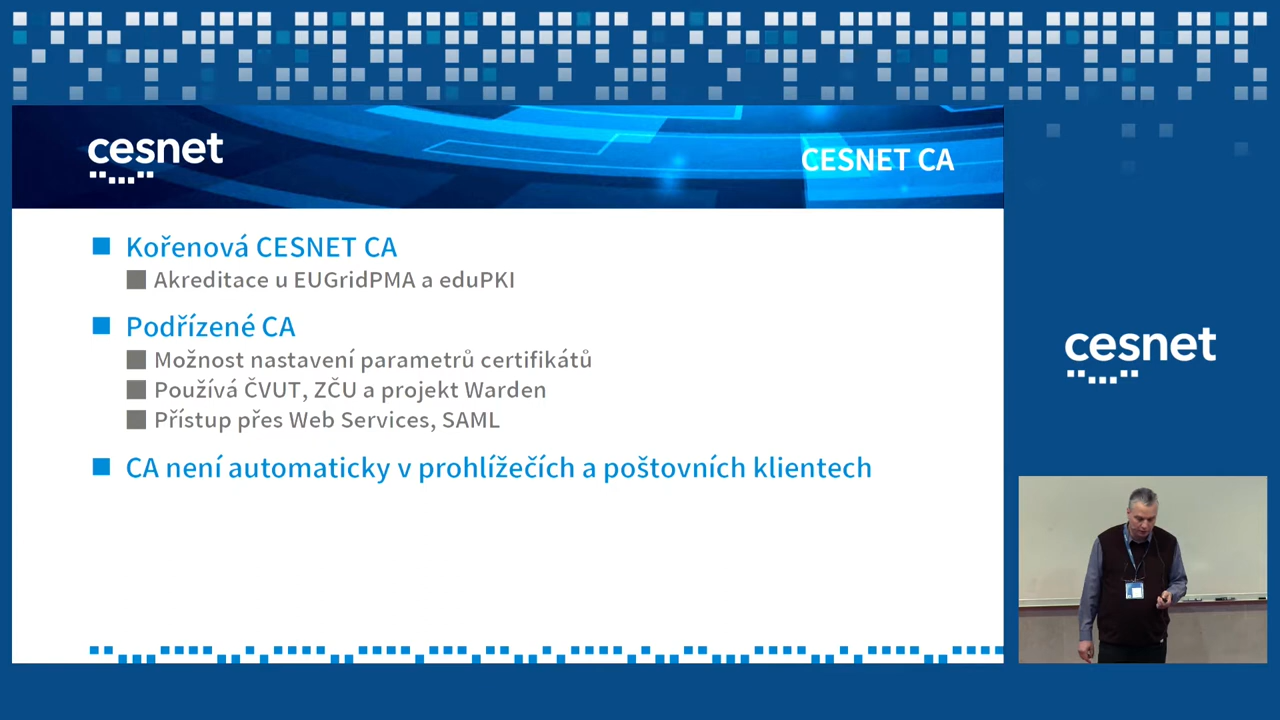 cesnet
CESNET CA
Kořenová CESNET CA
Akreditace u EUGridPMA a eduPKI
Podřízené CA
Možnost nastavení parametrů certifikátů
Používá ČVUT, ZČU a projekt Warden
Přístup přes Web Services, SAML
CA není automaticky v prohlížečích a poštovních klientech
cesnet